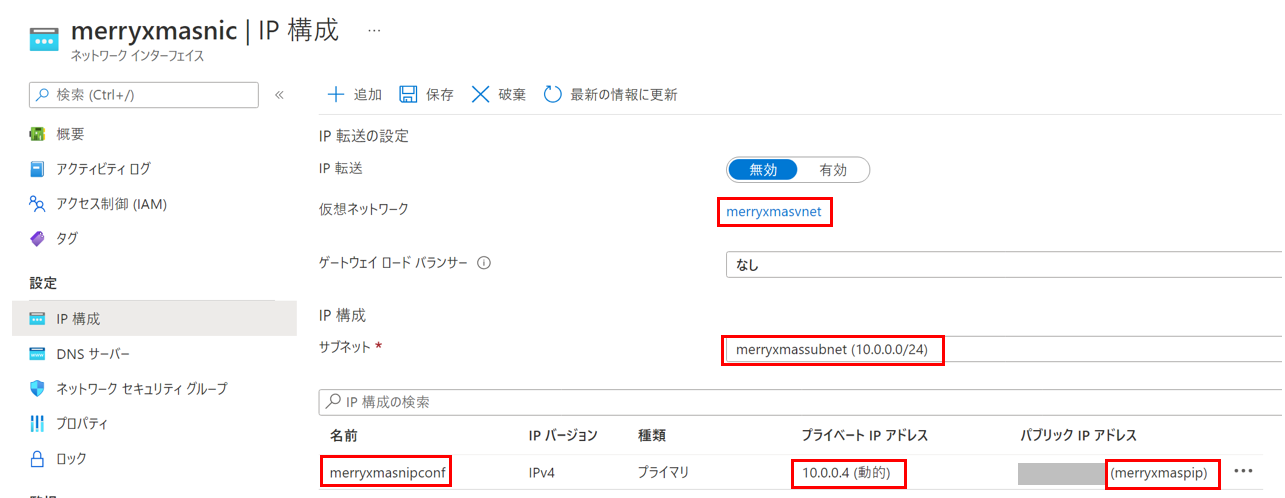 merryxmasnic | IP 構成 ...
ネットワーク インターフェイス
検索 (Ctrl+/)
«
追加 保存 破棄 最新の情報に更新
概要
アクティビティ ログ
アクセス制御 (IAM)
タグ
設定
IP 構成
DNS サーバー
ネットワーク セキュリティ グループ
プロパティ
ロック
IP 転送の設定
IP 転送 無効 有効
仮想ネットワーク merryxmasvnet
ゲートウェイ ロード バランサー なし
IP 構成
サブネット * merryxmassubnet (10.0.0.0/24)
IP 構成の検索
名前 IP バージョン 種類 プライベート IP アドレス パブリック IP アドレス
merryxmasnipconf IPv4 プライマリ 10.0.0.4 (動的) (merryxmaspip) ...